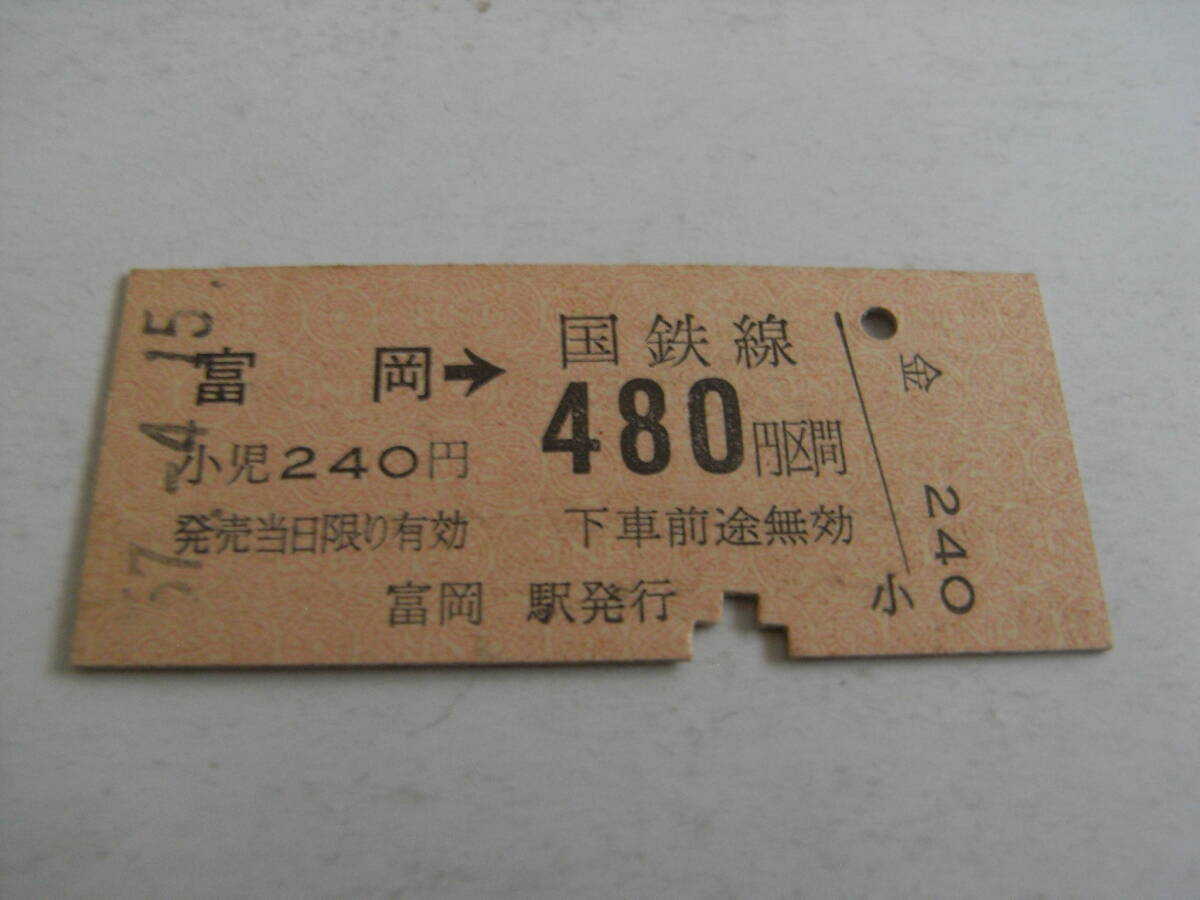 57.-4.15
富岡→国鉄線
480円区間
小児240円
発売当日限り有効 下車前途無効
富岡 駅発行
小
金 240